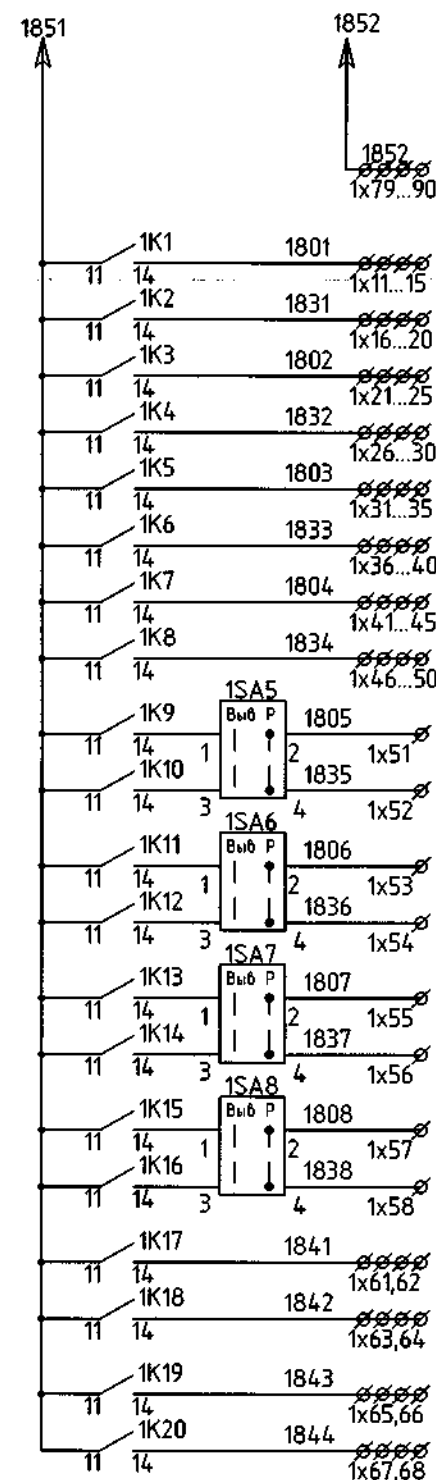 1851 1852
1852
1x79...90
1K1 1801
11 14 1x11...15
1K2 1831
11 14 1x16...20
1K3 1802
11 14 1x21...25
1K4 1832
11 14 1x26...30
1K5 1803
11 14 1x31...35
1K6 1833
11 14 1x36...40
1K7 1804
11 14 1x41...45
1K8 1834
11 14 1x46...50
1SA5
1K9 Выв Р 1805
11 14 1 2 1x51
1K10 1835
11 14 3 4 1x52
1SA6
1K11 Выв Р 1806
11 14 1 2 1x53
1K12 1836
11 14 3 4 1x54
1SA7
1K13 Выв Р 1807
11 14 1 2 1x55
1K14 1837
11 14 3 4 1x56
1SA8
1K15 Выв Р 1808
11 14 1 2 1x57
1K16 1838
11 14 3 4 1x58
1K17 1841
11 14 1x61,62
1K18 1842
11 14 1x63,64
1K19 1843
11 14 1x65,66
1K20 1844
11 14 1x67,68